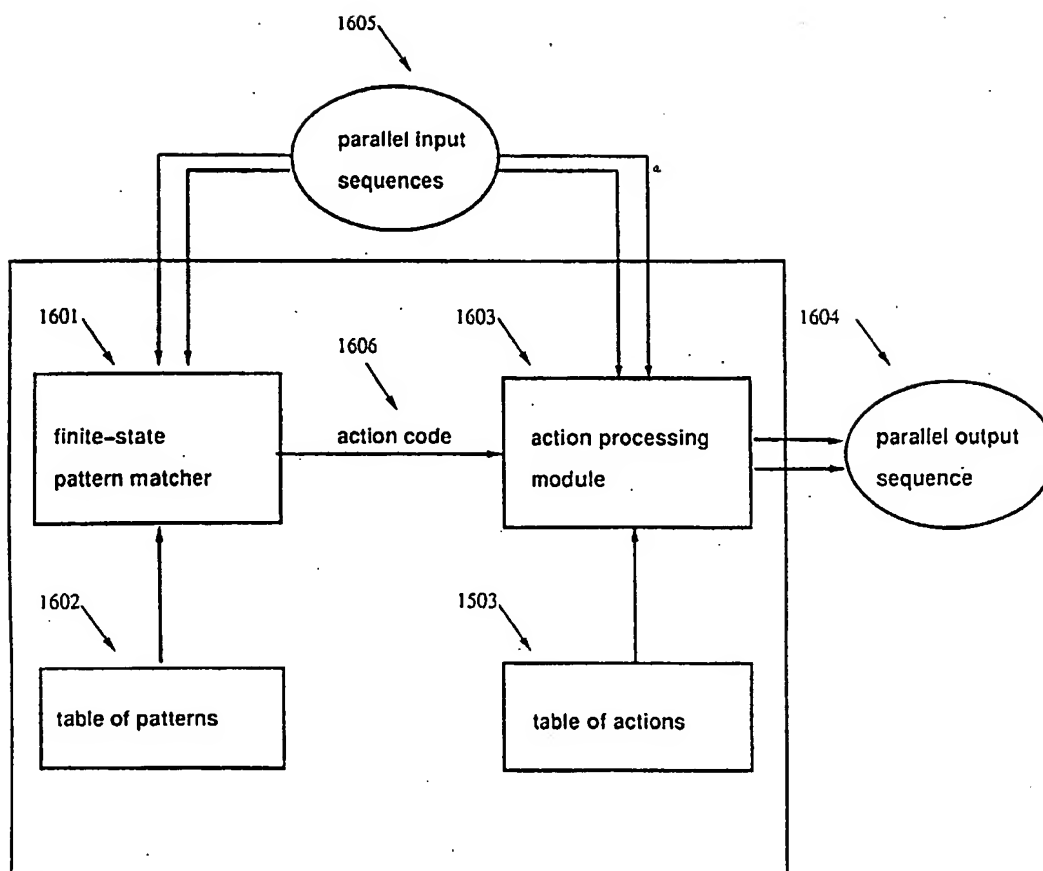 1605
parallel input
sequences
1601
1603
1604
1606
finite-state
pattern matcher
action code
action processing
module
parallel output
sequence
1602
1503
table of patterns
table of actions